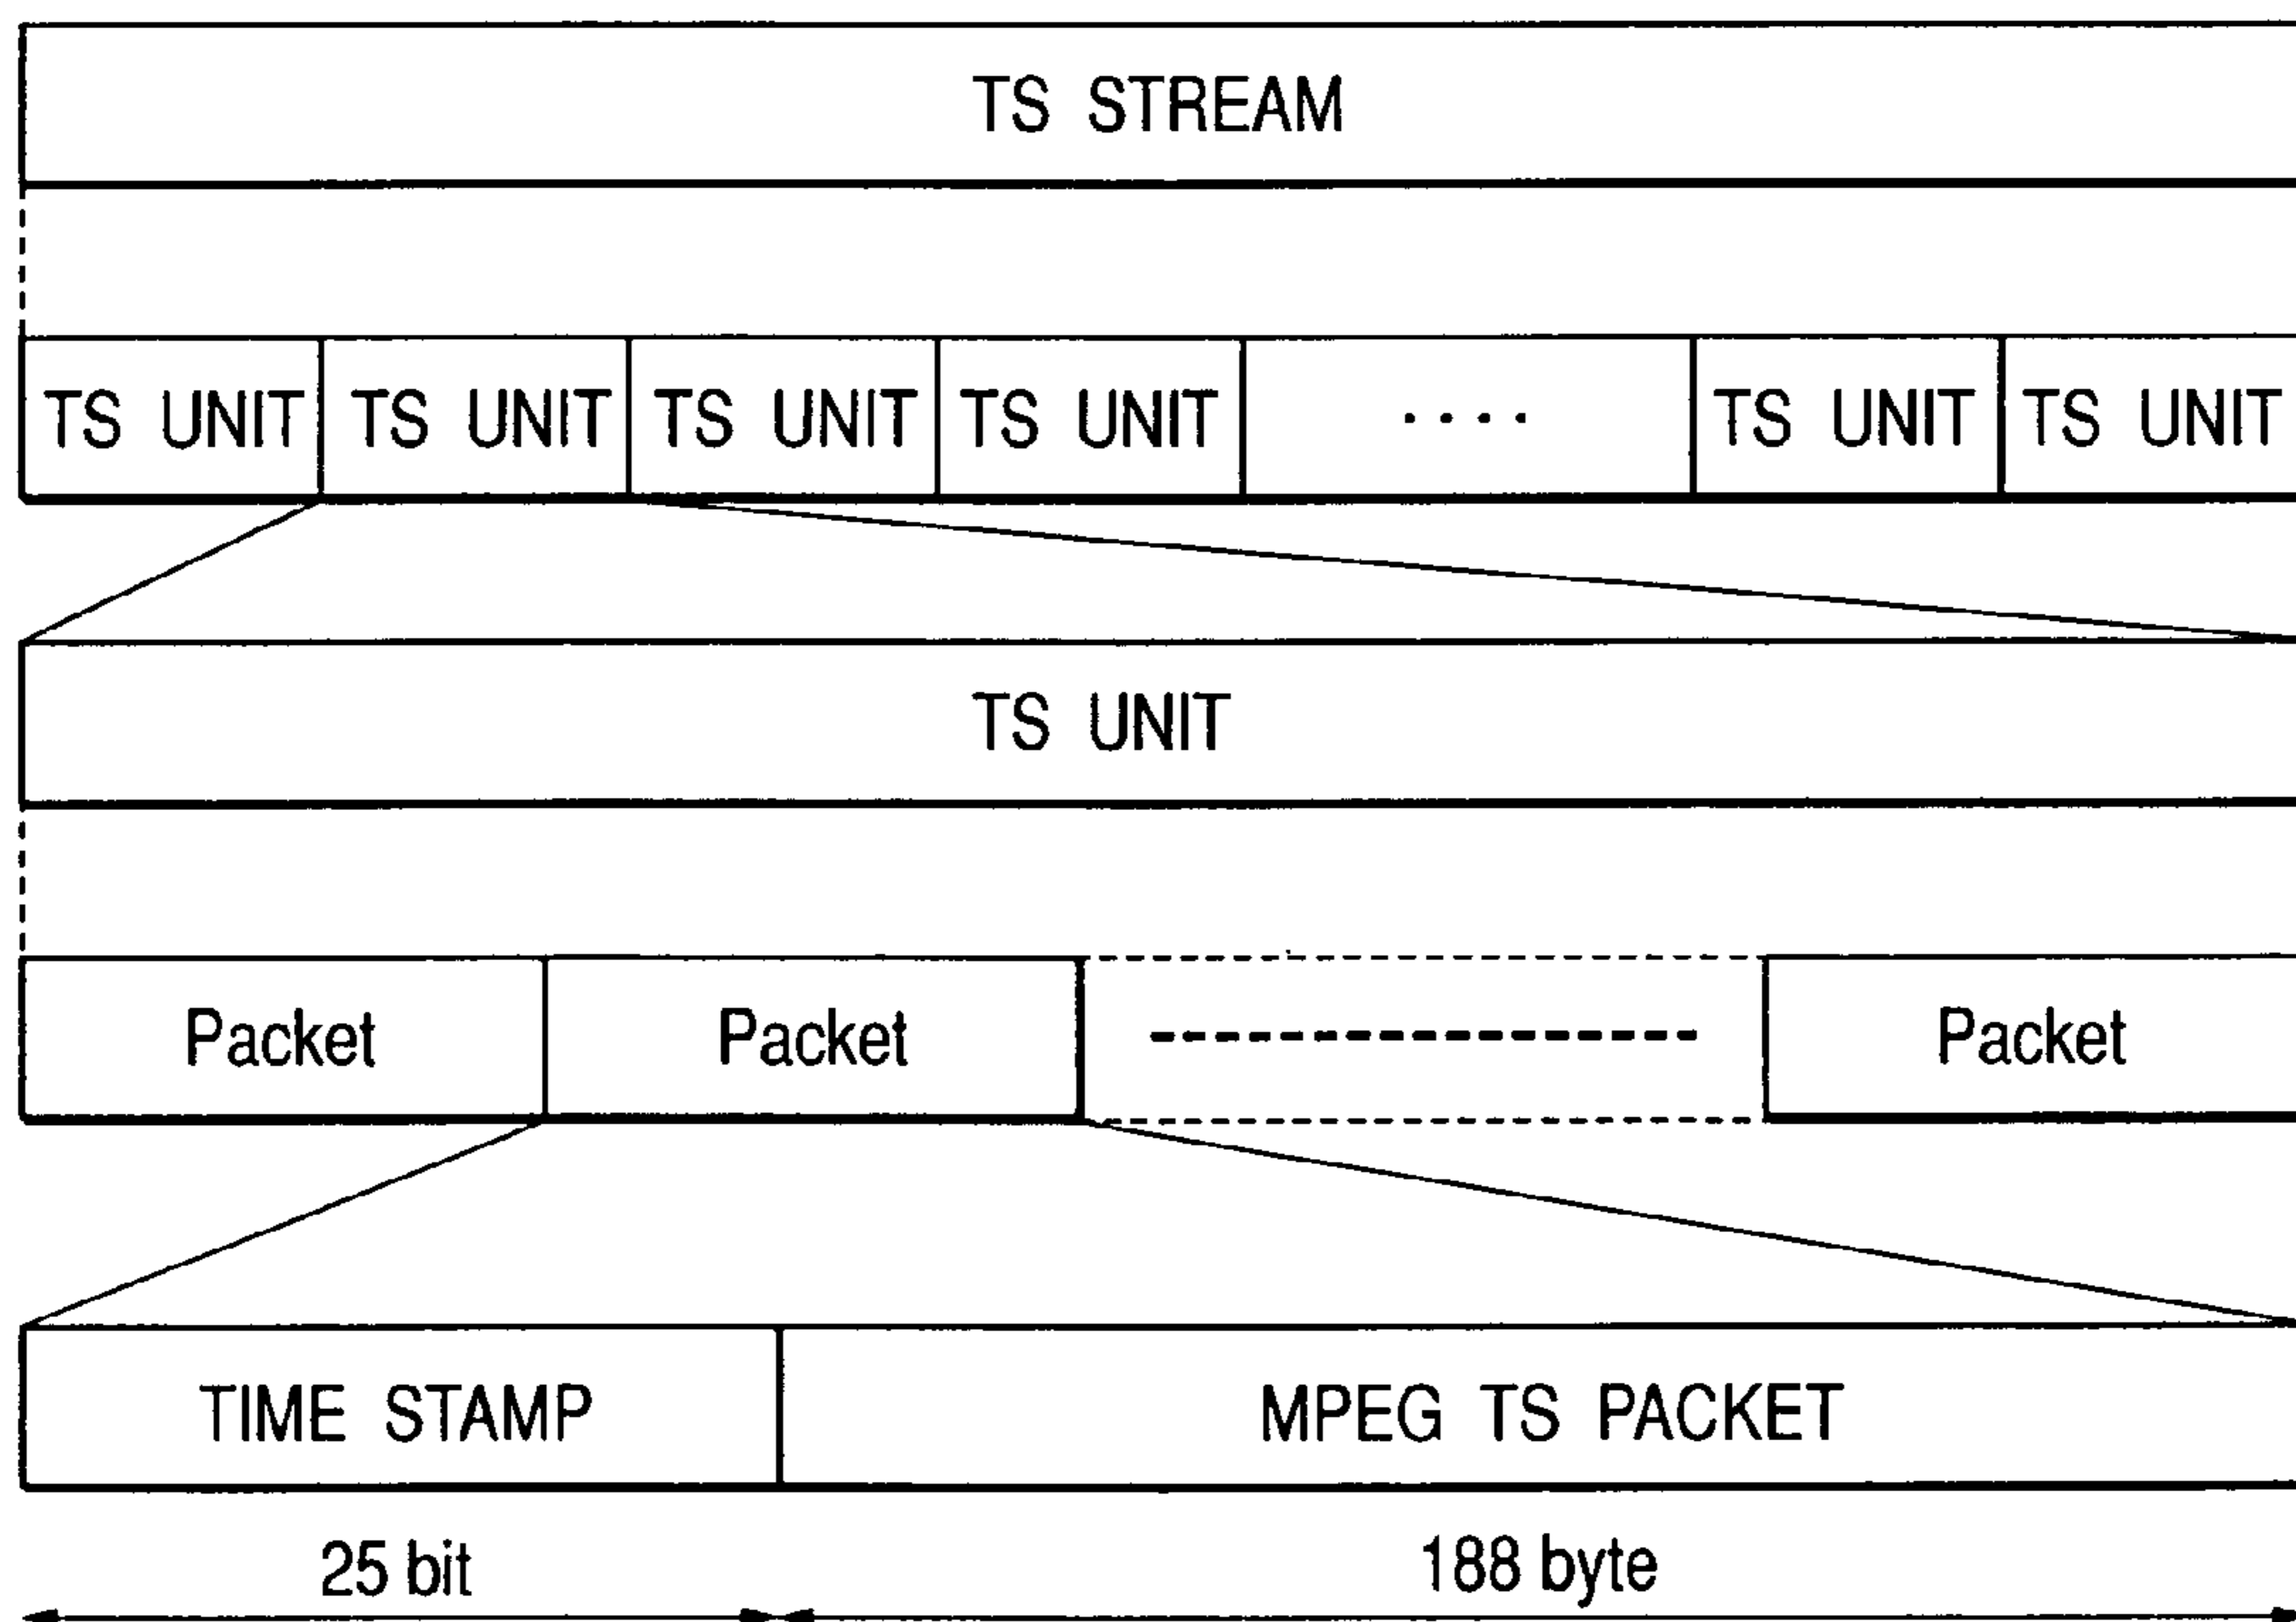 TS STREAM
TS UNIT TS UNIT TS UNIT TS UNIT .... TS UNIT TS UNIT
TS UNIT
Packet Packet Packet
TIME STAMP MPEG TS PACKET
25 bit 188 byte